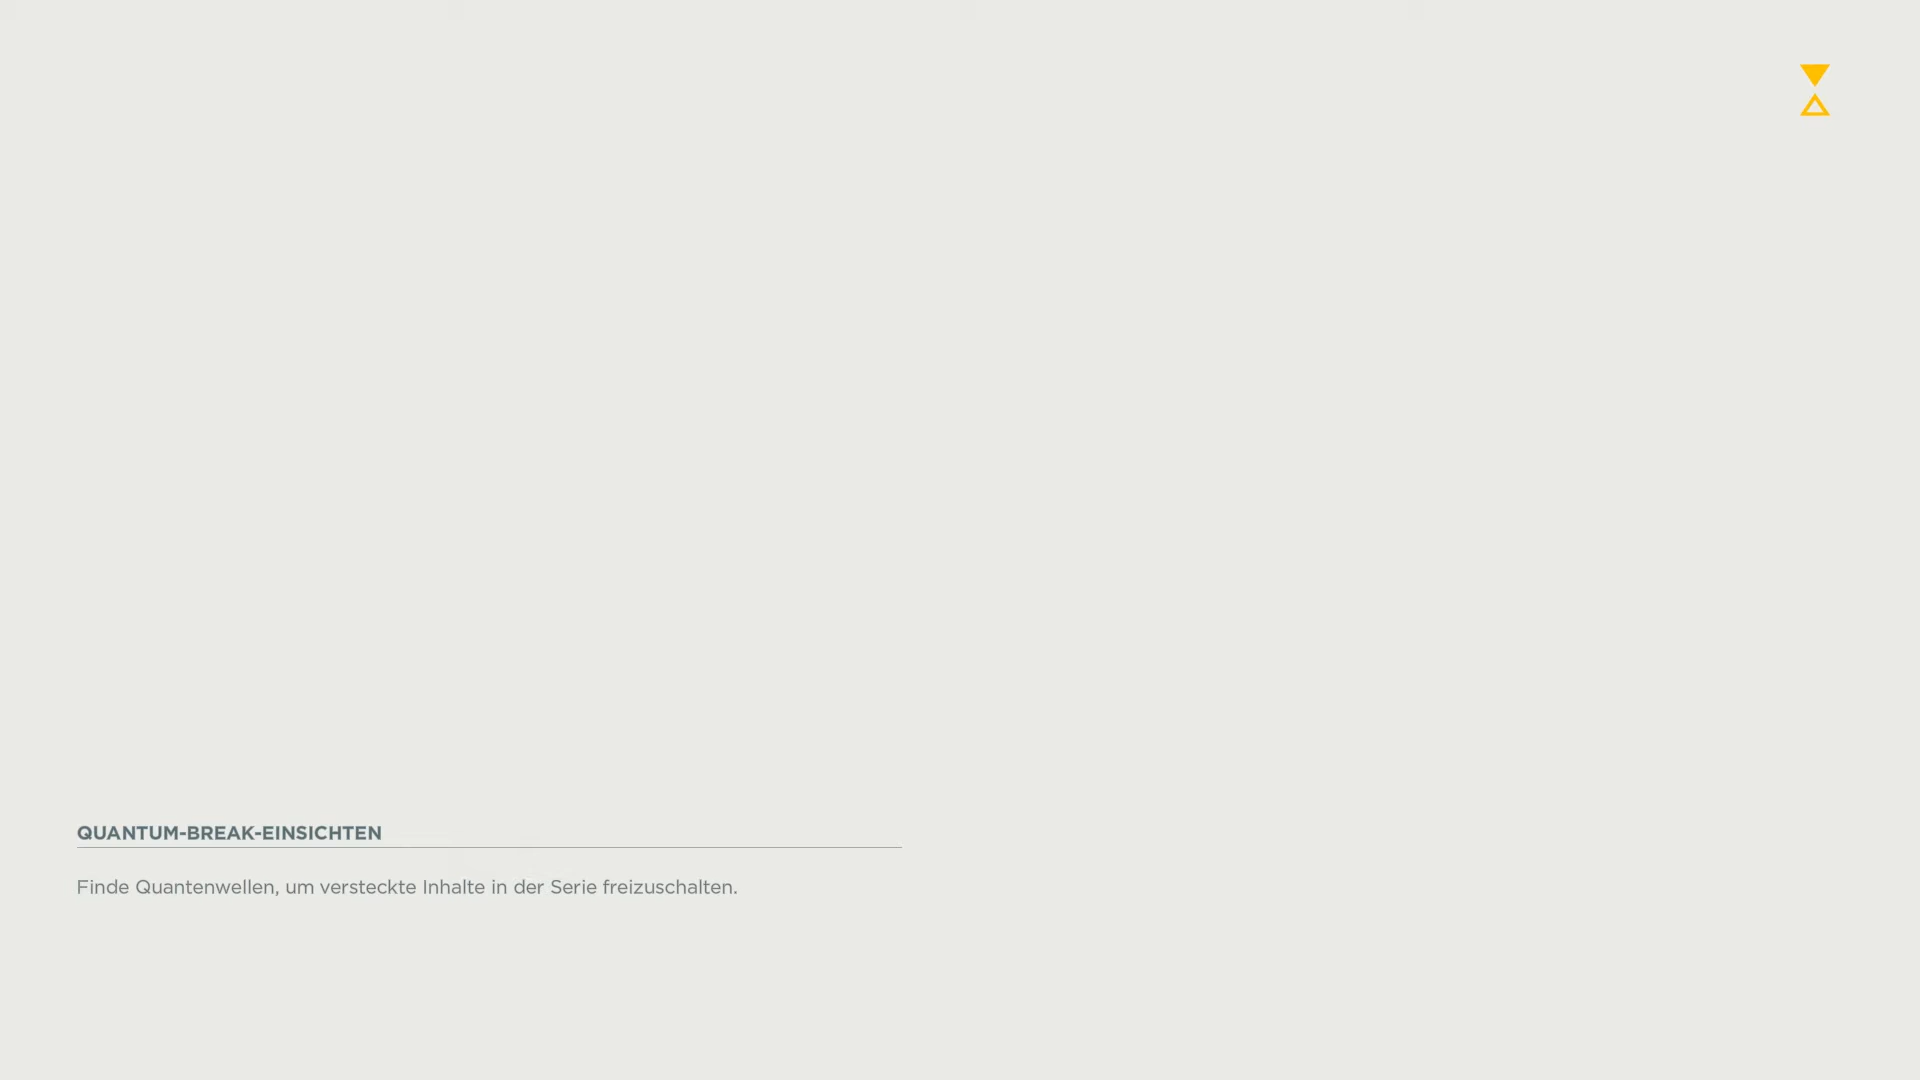 QUANTUM-BREAK-EINSICHTEN
Finde Quantenwellen, um versteckte Inhalte in der Serie freizuschalten.